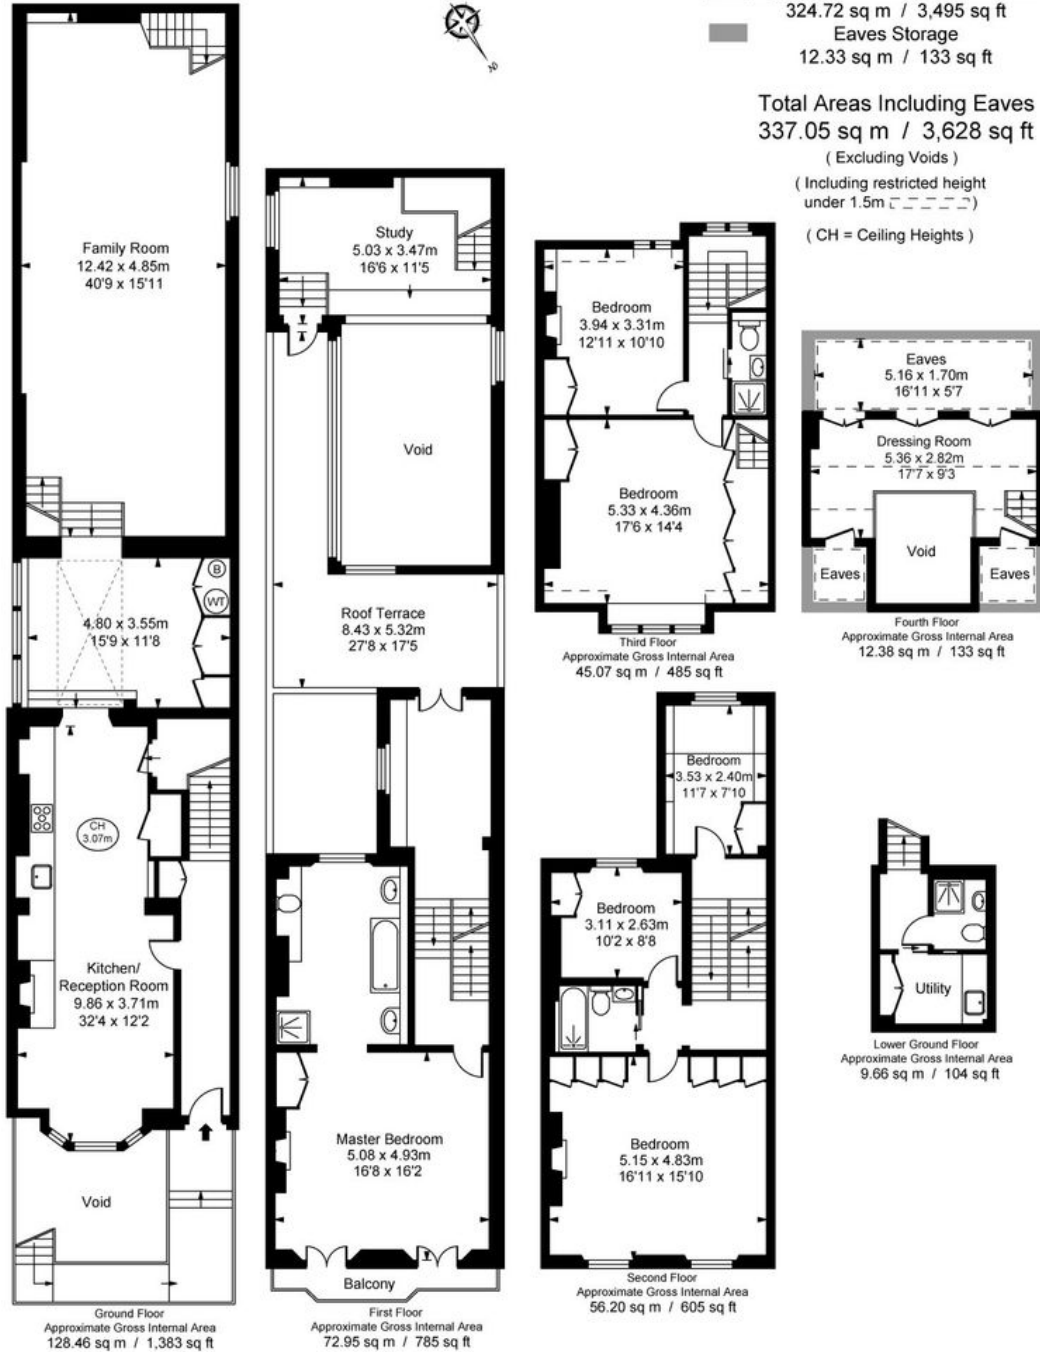 324.72 sq m / 3,495 sq ft
Eaves Storage
12.33 sq m / 133 sq ft
Total Areas Including Eaves
337.05 sq m / 3,628 sq ft
( Excluding Voids )
( Including restricted height
under 1.5m )
( CH = Ceiling Heights )
N
Family Room
12.42 x 4.85m
40'9 x 15'11
B
WT
4.80 x 3.55m
15'9 x 11'8
CH
3.07m
Kitchen/
Reception Room
9.86 x 3.71m
32'4 x 12'2
Void
Ground Floor
Approximate Gross Internal Area
128.46 sq m / 1,383 sq ft
Study
5.03 x 3.47m
16'6 x 11'5
Void
Roof Terrace
8.43 x 5.32m
27'8 x 17'5
Master Bedroom
5.08 x 4.93m
16'8 x 16'2
Balcony
First Floor
Approximate Gross Internal Area
72.95 sq m / 785 sq ft
Bedroom
3.94 x 3.31m
12'11 x 10'10
Bedroom
5.33 x 4.36m
17'6 x 14'4
Third Floor
Approximate Gross Internal Area
45.07 sq m / 485 sq ft
Eaves
5.16 x 1.70m
16'11 x 5'7
Dressing Room
5.36 x 2.82m
17'7 x 9'3
Void
Eaves
Eaves
Fourth Floor
Approximate Gross Internal Area
12.38 sq m / 133 sq ft
Bedroom
3.53 x 2.40m
11'7 x 7'10
Bedroom
3.11 x 2.63m
10'2 x 8'8
Bedroom
5.15 x 4.83m
16'11 x 15'10
Second Floor
Approximate Gross Internal Area
56.20 sq m / 605 sq ft
Utility
Lower Ground Floor
Approximate Gross Internal Area
9.66 sq m / 104 sq ft